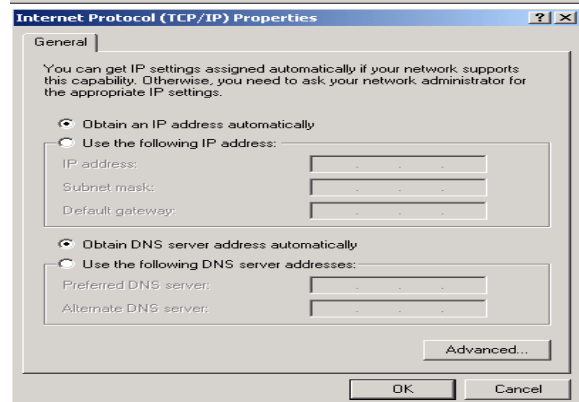 Internet Protocol (TCP/IP) Properties
General
You can get IP settings assigned automatically if your network supports
this capability. Otherwise, you need to ask your network administrator for
the appropriate IP settings.
Obtain an IP address automatically
Use the following IP address:
IP address:
Subnet mask:
Default gateway:
Obtain DNS server address automatically
Use the following DNS server addresses:
Preferred DNS server:
Alternate DNS server:
Advanced...
OK
Cancel